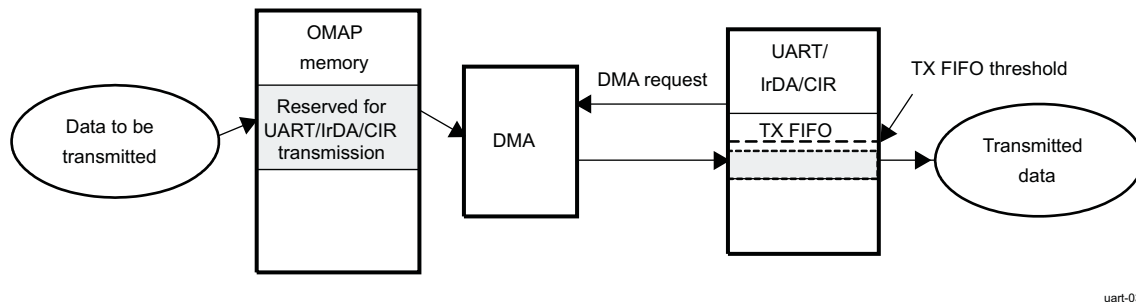 OMAP
memory
Reserved for
UART/IrDA/CIR
transmission
Data to be
transmitted
DMA
DMA request
UART/
IrDA/CIR
TX FIFO
TX FIFO threshold
Transmitted
data